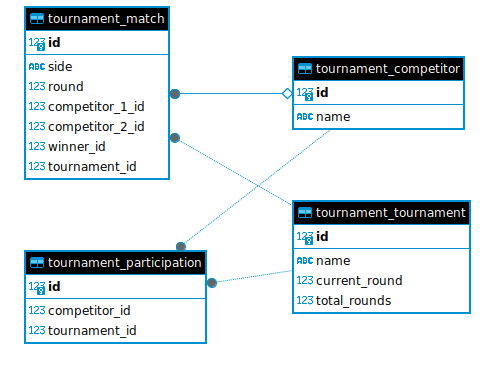 tournament_match
123 id
ABC side
123 round
123 competitor_1_id
123 competitor_2_id
123 winner_id
123 tournament_id
tournament_competitor
123 id
ABC name
tournament_tournament
123 id
ABC name
123 current_round
123 total_rounds
tournament_participation
123 id
123 competitor_id
123 tournament_id